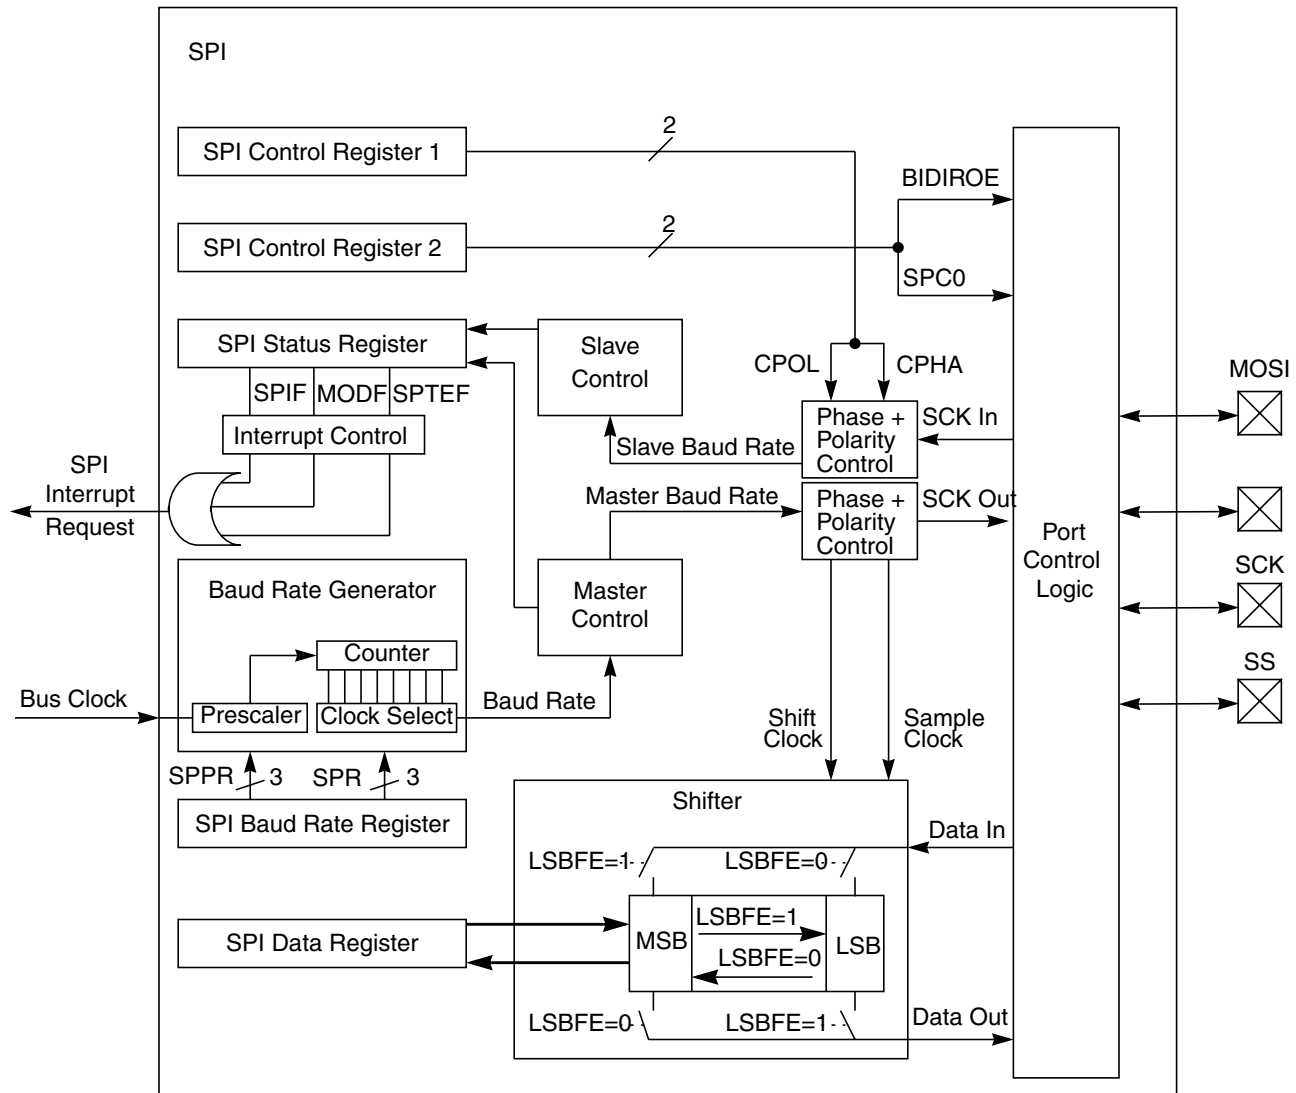 SPI
SPI Control Register 1
2
BIDIROE
SPI Control Register 2
2
SPC0
SPI Status Register
Slave
Control
CPOL
CPHA
MOSI
SPIF
MODF
SPTEF
Interrupt Control
Phase +
Polarity
Control
SCK In
Slave Baud Rate
SPI
Interrupt
Request
Master Baud Rate
Phase +
Polarity
Control
SCK Out
Port
Control
Logic
Baud Rate Generator
Master
Control
SCK
Counter
SS
Bus Clock
Prescaler
Clock Select
Baud Rate
Shift
Clock
Sample
Clock
SPPR
3
SPR
3
SPI Baud Rate Register
Shifter
Data In
LSBFE=1
LSBFE=0
SPI Data Register
MSB
LSBFE=1
LSBFE=0
LSB
LSBFE=0
LSBFE=1
Data Out